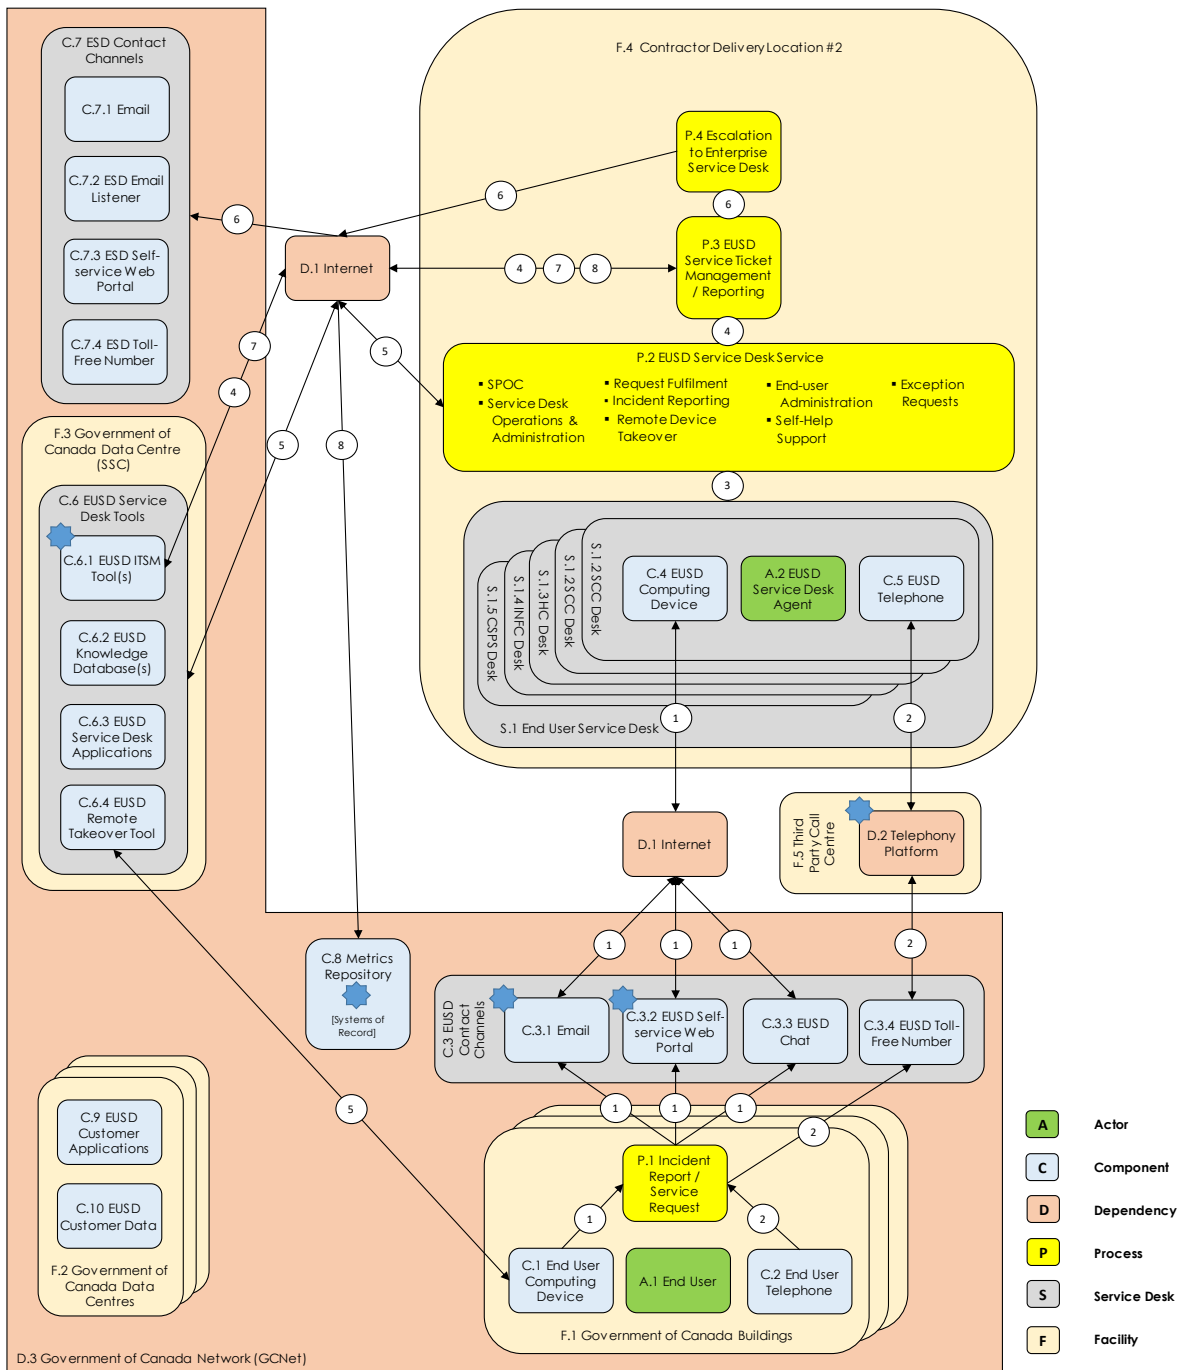 C.7 ESD Contact
Channels
C.7.1 Email
C.7.2 ESD Email
Listener
C.7.3 ESD Self-
service Web
Portal
C.7.4 ESD Toll-
Free Number
F.3 Government of
Canada Data Centre
(SSC)
C.6 EUSD Service
Desk Tools
C.6.1 EUSD ITSM
Tool(s)
C.6.2 EUSD
Knowledge
Database(s)
C.6.3 EUSD
Service Desk
Applications
C.6.4 EUSD
Remote
Takeover Tool
D.1 Internet
6
6
6
4
7
8
7
4
5
5
8
4
3
F.4 Contractor Delivery Location #2
P.4 Escalation
to Enterprise
Service Desk
P.3 EUSD
Service Ticket
Management
/ Reporting
P.2 EUSD Service Desk Service
▪ SPOC
▪ Service Desk
Operations &
Administration
▪ Request Fulfilment
▪ Incident Reporting
▪ Remote Device
Takeover
▪ End-user
Administration
▪ Self-Help
Support
▪ Exception
Requests
S.1.5 CSPS Desk
S.1.4 INFC Desk
S.1.3 HC Desk
S.1.2 SCC Desk
S.1.2 SCC Desk
C.4 EUSD
Computing
Device
A.2 EUSD
Service Desk
Agent
C.5 EUSD
Telephone
1
2
S.1 End User Service Desk
D.1 Internet
F.5 Third
Party Call
Centre
D.2 Telephony
Platform
1
1
1
2
C.8 Metrics
Repository
[Systems of
Record]
C.3 EUSD
Contact
Channels
C.3.1 Email
C.3.2 EUSD Self-
service Web
Portal
C.3.3 EUSD
Chat
C.3.4 EUSD Toll-
Free Number
5
1
1
1
2
P.1 Incident
Report /
Service
Request
1
2
C.1 End User
Computing
Device
A.1 End User
C.2 End User
Telephone
F.1 Government of Canada Buildings
C.9 EUSD
Customer
Applications
C.10 EUSD
Customer Data
F.2 Government of
Canada Data
Centres
D.3 Government of Canada Network (GCNet)
A Actor
C Component
D Dependency
P Process
S Service Desk
F Facility